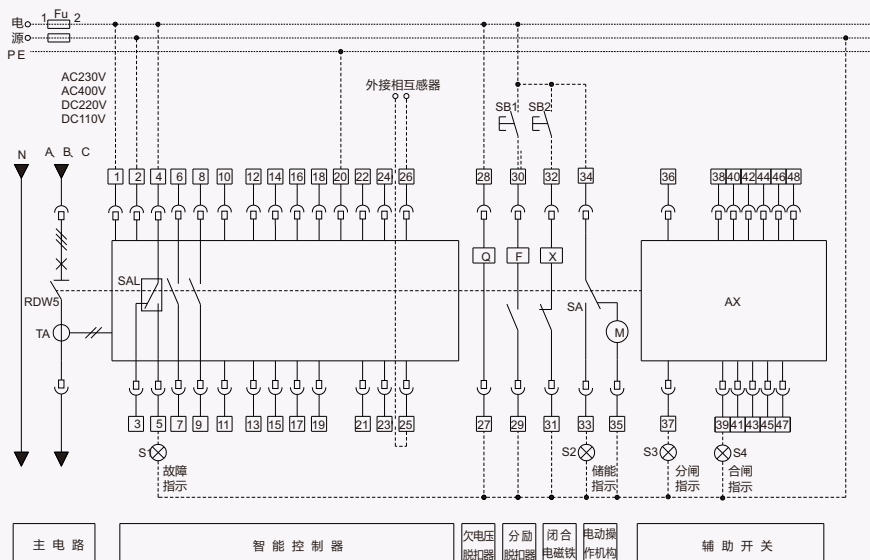 电 1 Fu 2
源
PE
AC230V
AC400V
DC220V
DC110V
外接相互感器
SB1 SB2
N A、B、C
1 2 4 6 8 10 12 14 16 18 20 22 24 26 28 30 32 34 36 38 40 42 44 46 48
Q F X
SAL
RDW5
SA
AX
TA
M
3 5 7 9 11 13 15 17 19 21 23 25 27 29 31 33 35 37 39 41 43 45 47
S1 S2 S3 S4
故障
指示
储能
指示
分闸
指示
合闸
指示
主电路
智能控制器
欠电压
脱扣器
分励
脱扣器
闭合
电磁铁
电动操
作机构
辅助开关